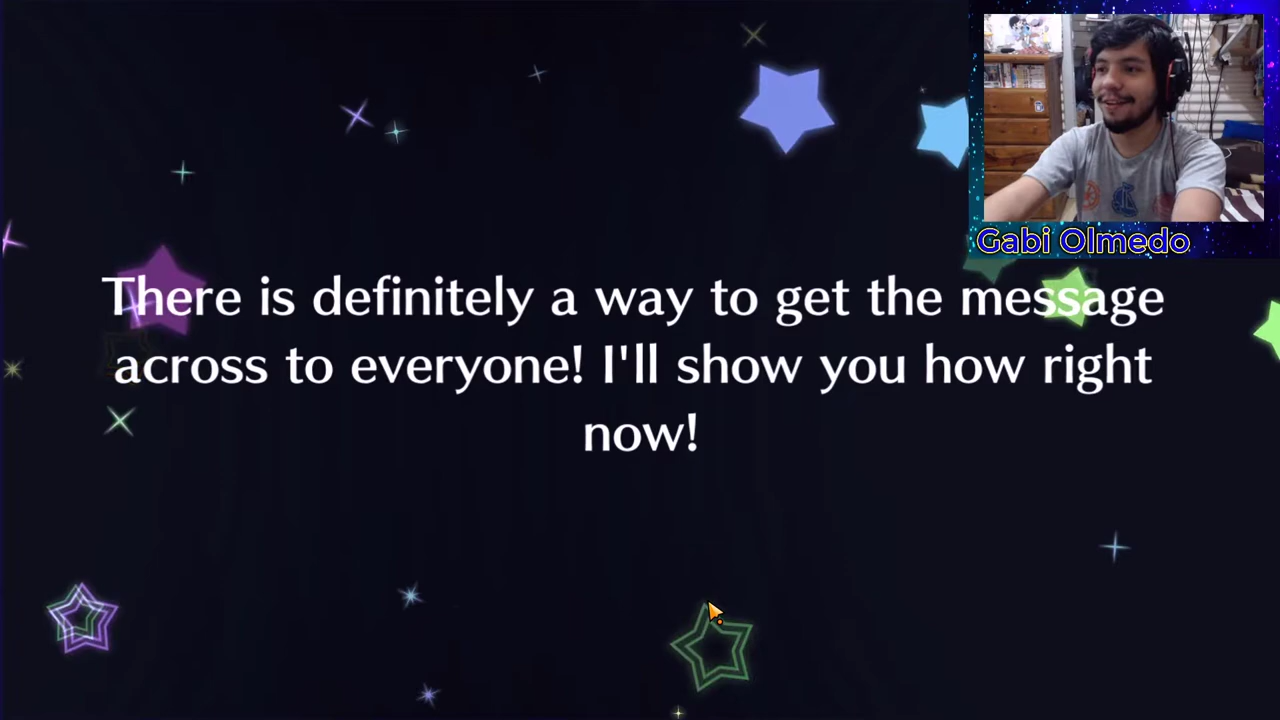 Gabi Olmedo
There is definitely a way to get the message
across to everyone! I'll show you how right
now!